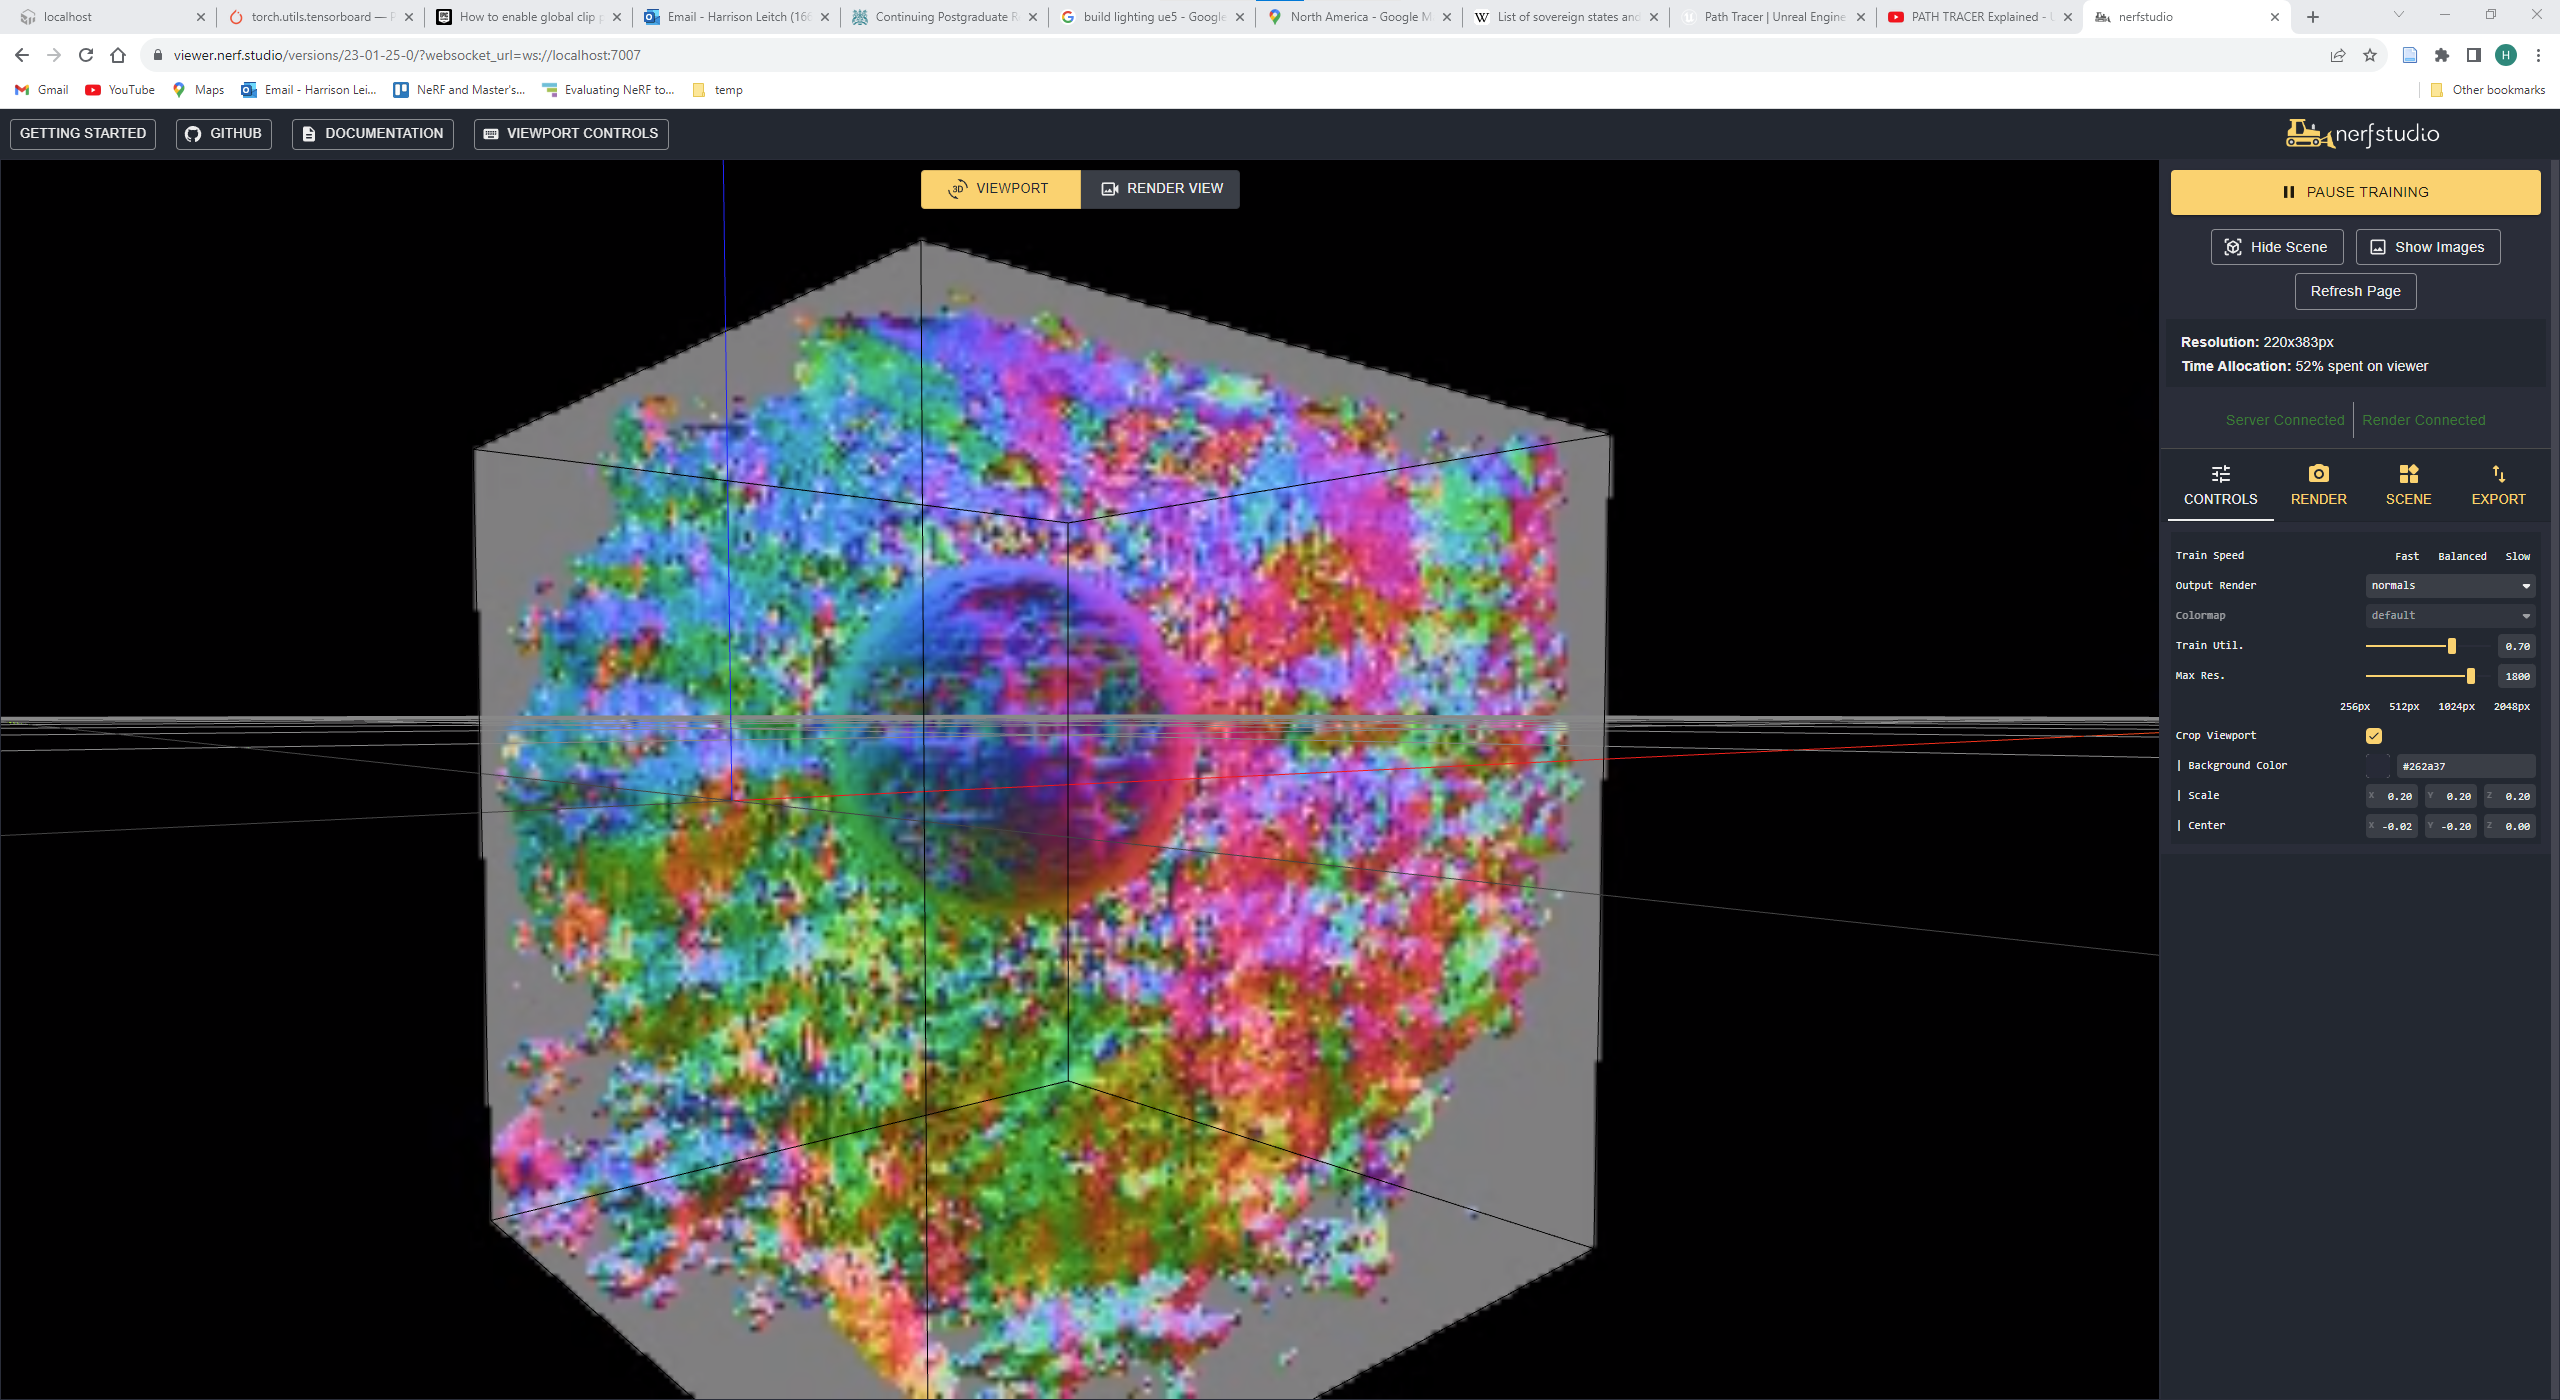 localhost
torch.utils.tensorboard — P
How to enable global clip p
Email - Harrison Leitch (16
Continuing Postgraduate R
build lighting ue5 - Google
North America - Google M
List of sovereign states and
Path Tracer | Unreal Engine
PATH TRACER Explained - U
nerfstudio
viewer.nerf.studio/versions/23-01-25-0/?websocket_url=ws://localhost:7007
H
Gmail
YouTube
Maps
Email - Harrison Lei...
NeRF and Master's...
Evaluating NeRF to...
temp
Other bookmarks
GETTING STARTED
GITHUB
DOCUMENTATION
VIEWPORT CONTROLS
nerfstudio
3D VIEWPORT
RENDER VIEW
PAUSE TRAINING
Hide Scene
Show Images
Refresh Page
Resolution: 220x383px
Time Allocation: 52% spent on viewer
Server Connected
Render Connected
CONTROLS
RENDER
SCENE
EXPORT
Train Speed Fast Balanced Slow
Output Render normals
Colormap default
Train Util. 0.70
Max Res. 1800
256px 512px 1024px 2048px
Crop Viewport
| Background Color #262a37
| Scale X 0.20 Y 0.20 Z 0.20
| Center X -0.02 Y -0.20 Z 0.00